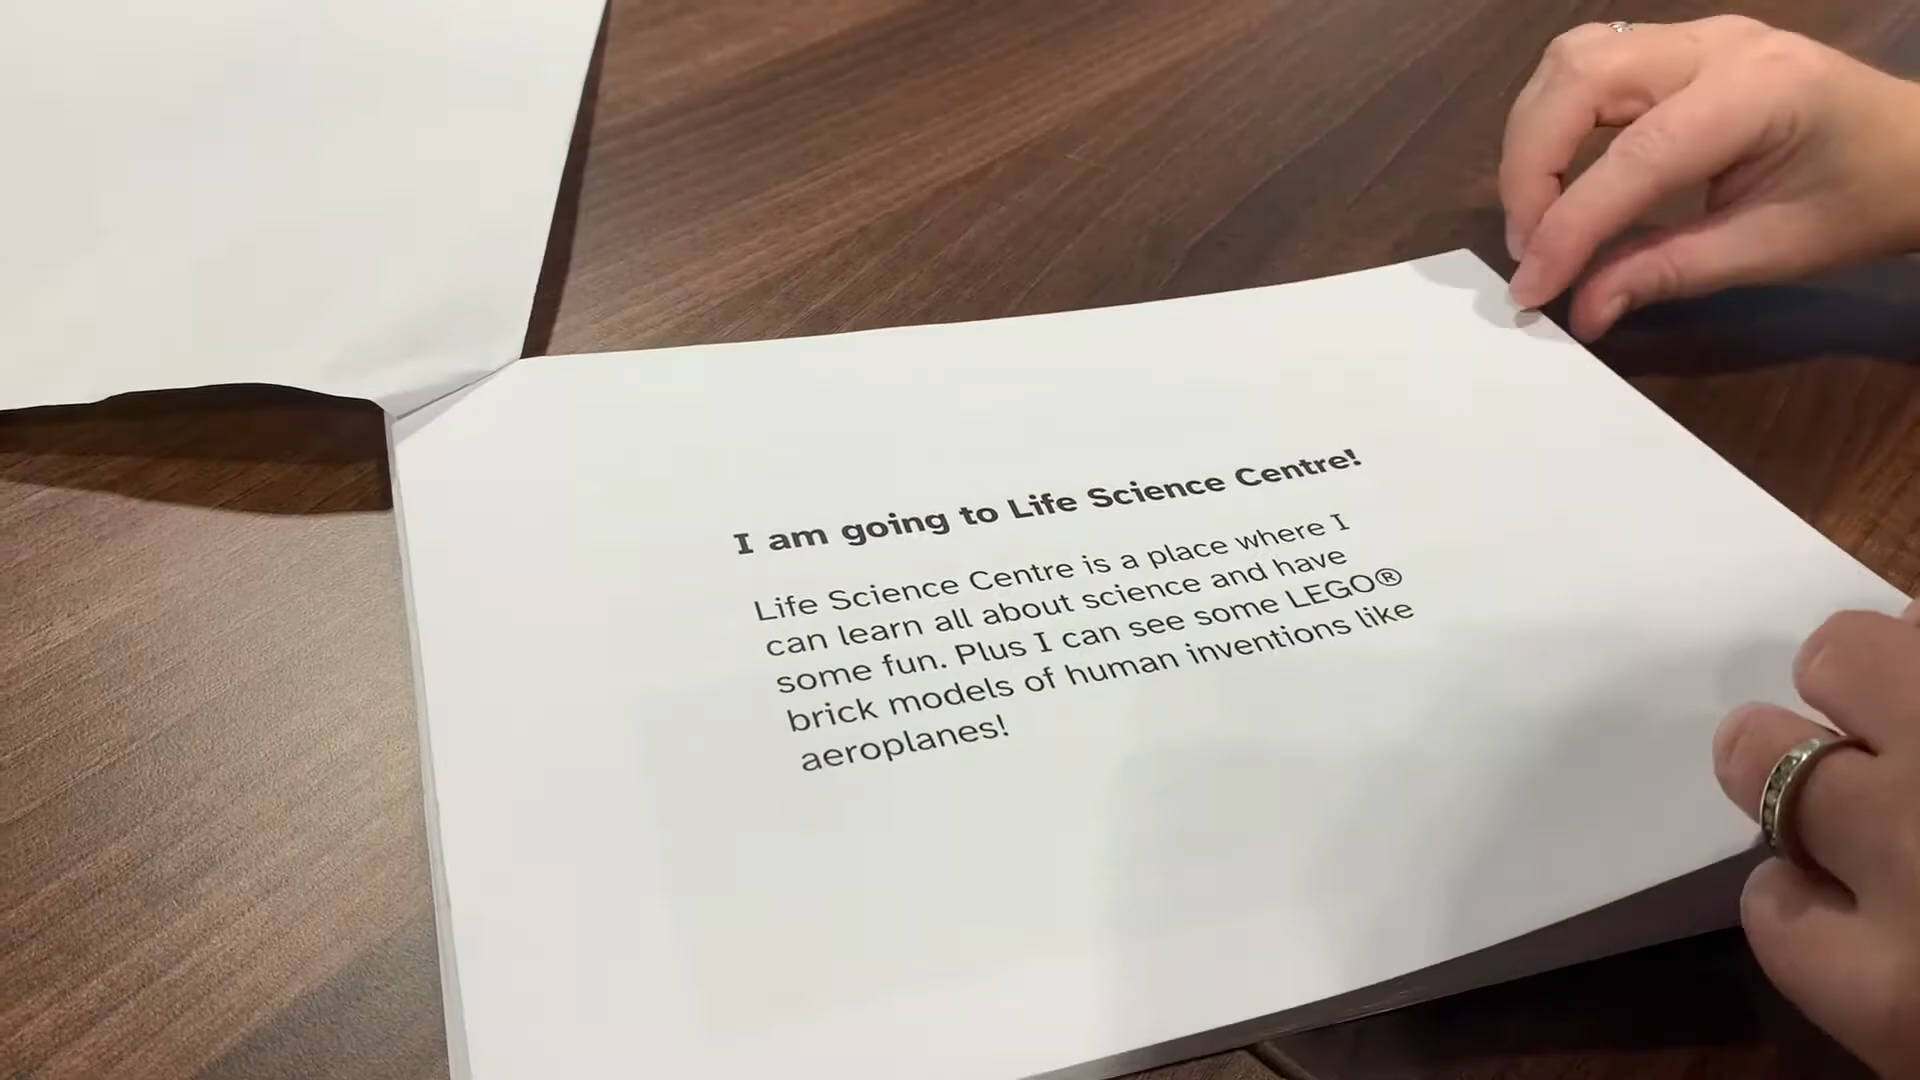 I am going to Life Science Centre!
Life Science Centre is a place where I
can learn all about science and have
some fun. Plus I can see some LEGO®
brick models of human inventions like
aeroplanes!